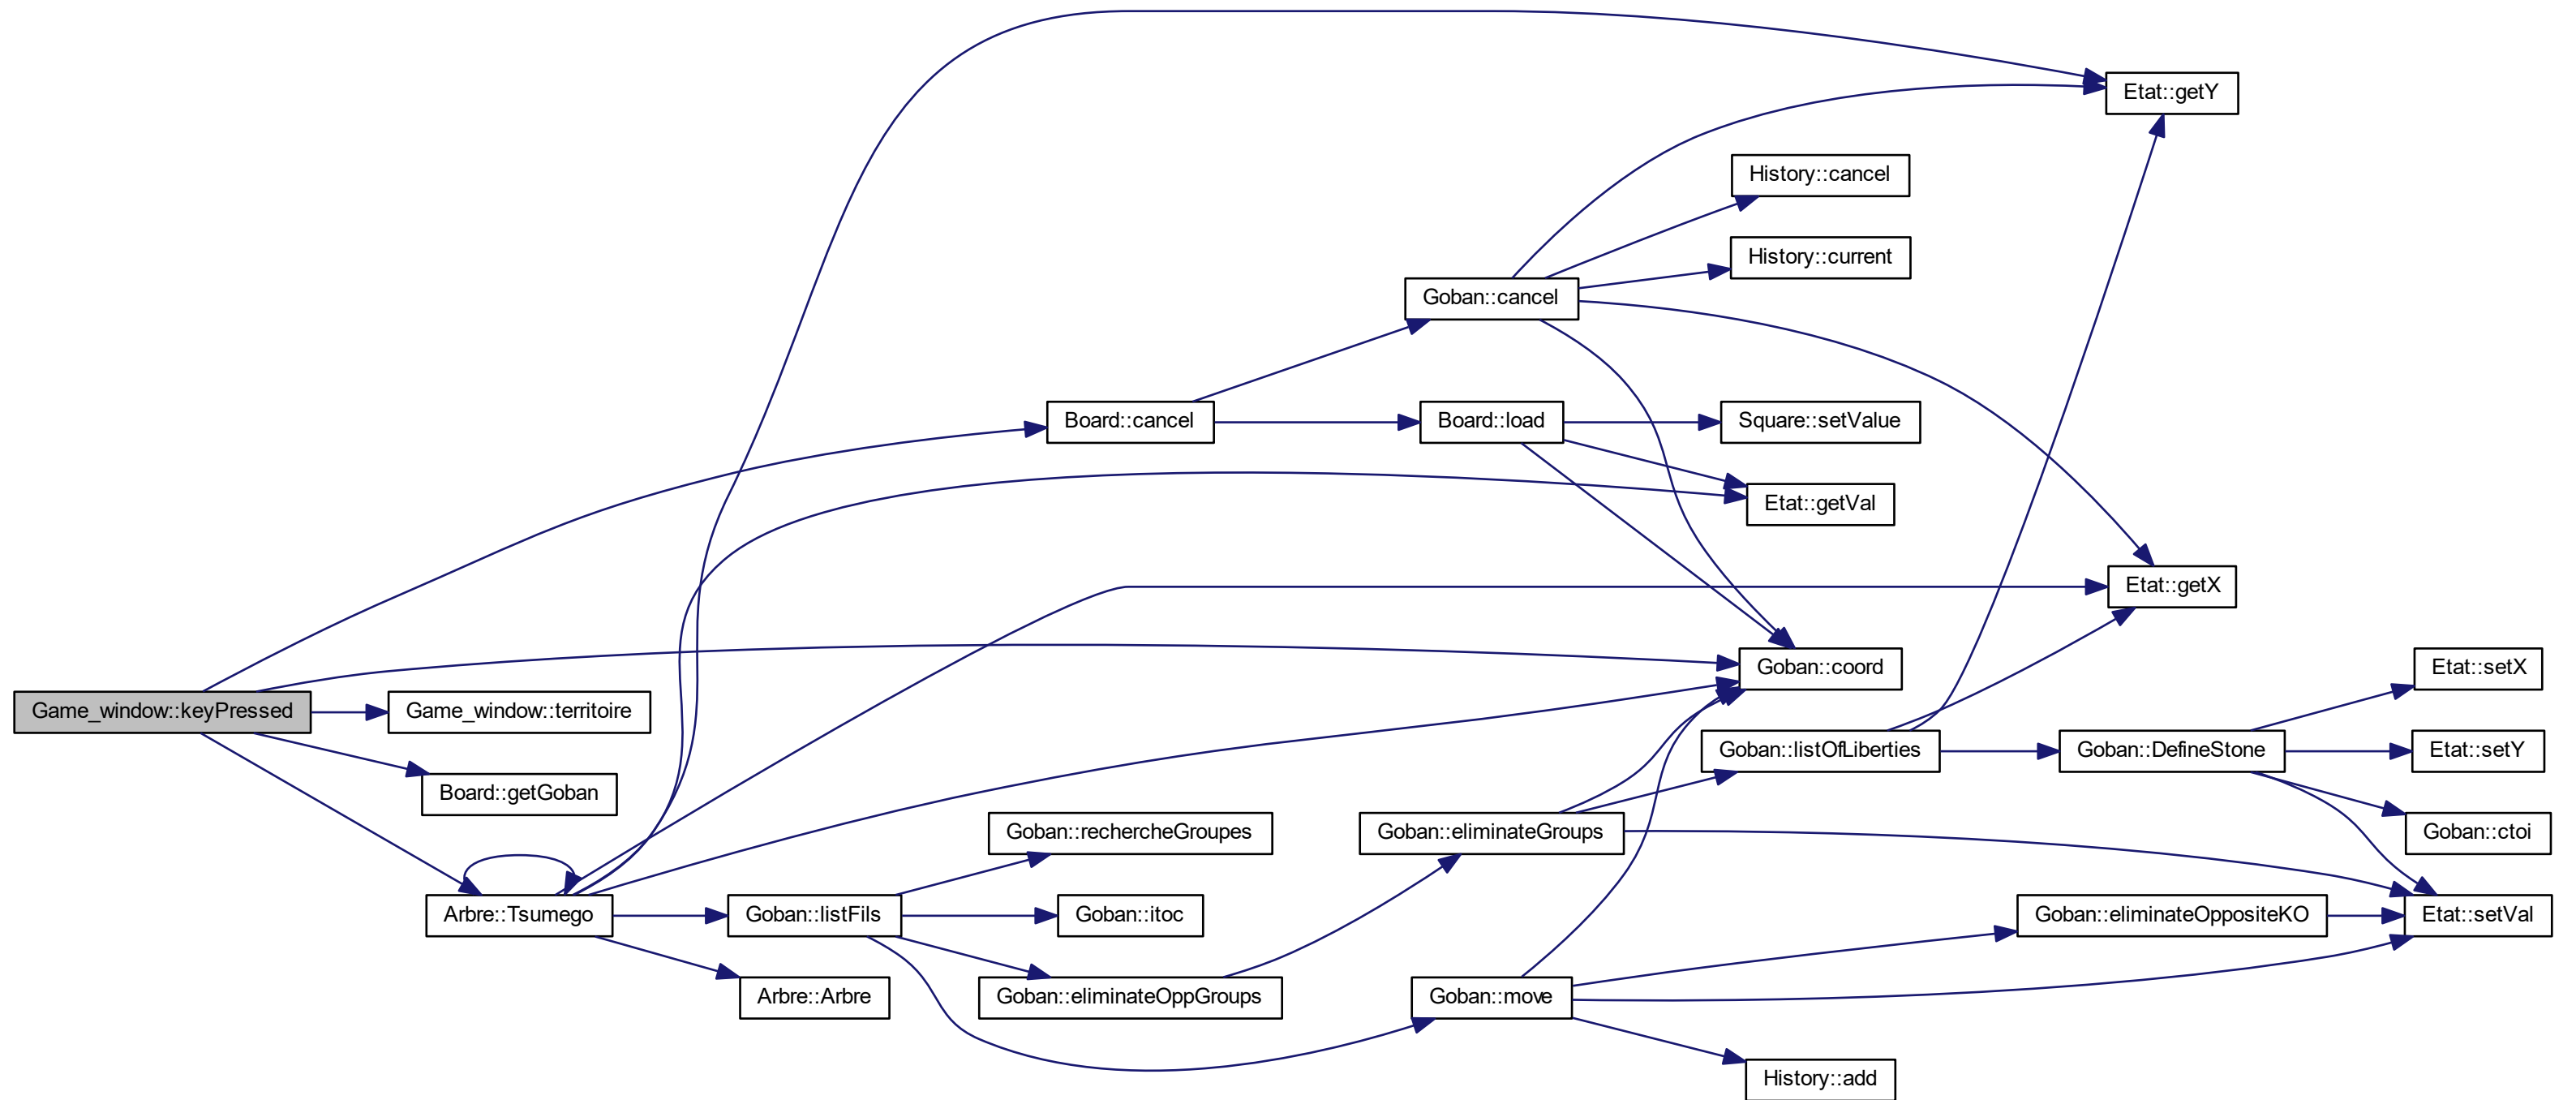 Etat::getY
History::cancel
History::current
Goban::cancel
Board::cancel
Board::load
Square::setValue
Etat::getVal
Etat::getX
Goban::coord
Etat::setX
Game_window::keyPressed
Game_window::territoire
Goban::listOfLiberties
Goban::DefineStone
Etat::setY
Board::getGoban
Goban::rechercheGroupes
Goban::eliminateGroups
Goban::ctoi
Arbre::Tsumego
Goban::listFils
Goban::itoc
Goban::eliminateOppositeKO
Etat::setVal
Arbre::Arbre
Goban::eliminateOppGroups
Goban::move
History::add